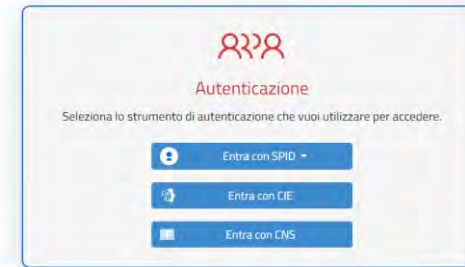 ARPA
Autenticazione
Seleziona lo strumento di autenticazione che vuoi utilizzare per accedere.
Entra con SPID
Entra con CIE
Entra con CNS